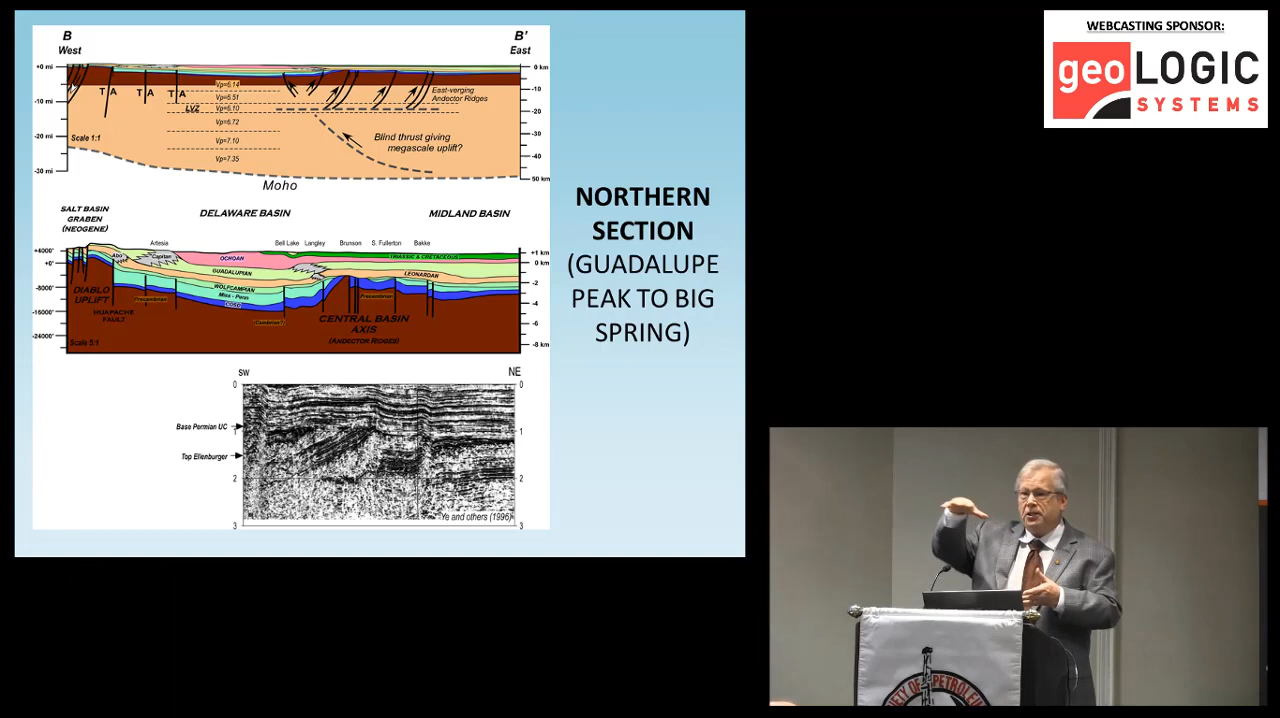 B
West
B'
East
+0 mi
-10 mi
-20 mi
-30 mi
0 km
-10
-20
-30
-40
50 km
T
A
T
A
T
A
LVZ
Vp=6.14
Vp=6.51
Vp=6.10
Vp=6.72
Vp=7.10
Vp=7.35
East-verging
Andector Ridges
Blind thrust giving
megascale uplift?
Scale 1:1
Moho
SALT BASIN
GRABEN
(NEOGENE)
DELAWARE BASIN
MIDLAND BASIN
Artesia
Bell Lake
Langley
Brunson
S. Fullerton
Bakke
+4000'
+0'
-8000'
-16000'
-24000'
+1 km
0 km
-2
-4
-6
-8 km
Abo
Capitan
OCHOAN
TRIASSIC & CRETACEOUS
GUADALUPIAN
LEONARDIAN
WOLFCAMPIAN
Miss - Penn
COSD
DIABLO
UPLIFT
HUAPACHE
FAULT
Precambrian
Precambrian
(Cambrian?)
CENTRAL BASIN
AXIS
(ANDECTOR RIDGES)
Scale 5:1
SW
NE
0
1
2
3
0
1
2
3
Base Permian UC
Top Ellenburger
Ye and others (1996)
NORTHERN
SECTION
(GUADALUPE
PEAK TO BIG
SPRING)
WEBCASTING SPONSOR:
geoLOGIC
SYSTEMS
OF PETROLEU